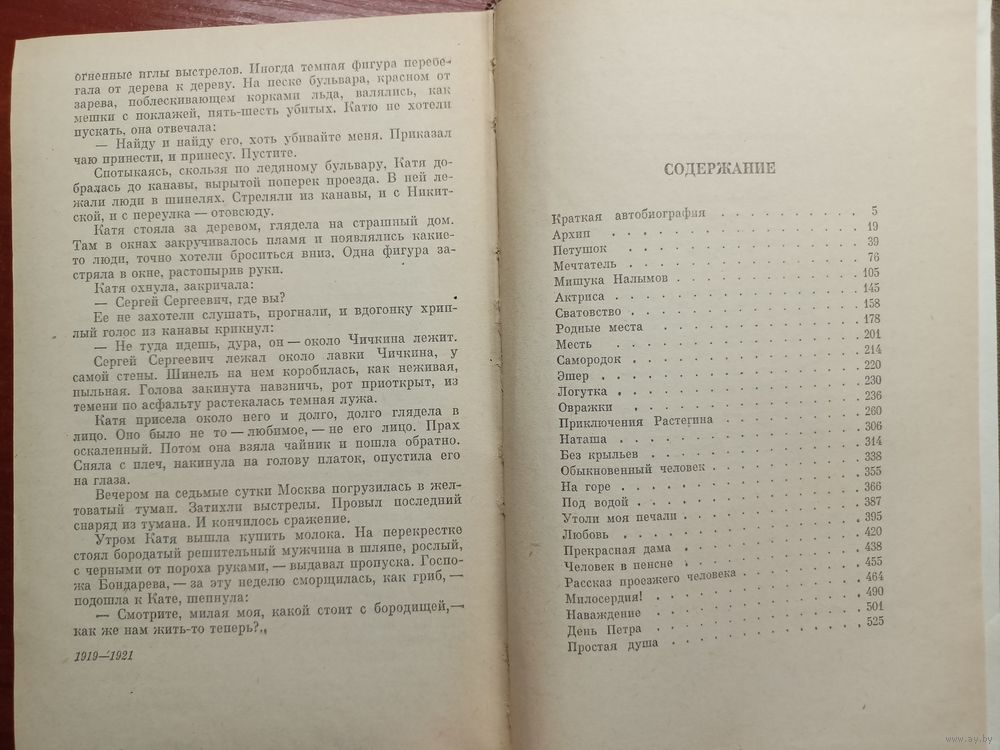 огненные иглы выстрелов. Иногда темная фигура перебе-
гала от дерева к дереву. На песке бульвара, красном от
зарева, поблескивающем корками льда, валялись, как
мешки с поклажей, пять-шесть убитых. Катю не хотели
пускать, она отвечала:
— Найду и найду его, хоть убивайте меня. Приказал
чаю принести, и принесу. Пустите.
Спотыкаясь, скользя по ледяному бульвару, Катя до-
бралась до канавы, вырытой поперек проезда. В ней ле-
жали люди в шинелях. Стреляли из канавы, и с Никит-
ской, и с переулка — отовсюду.
Катя стояла за деревом, глядела на страшный дом.
Там в окнах закручивалось пламя и появлялись какие-
то люди, точно хотели броситься вниз. Одна фигура за-
стряла в окне, растопырив руки.
Катя охнула, закричала:
— Сергей Сергеевич, где вы?
Ее не захотели слушать, прогнали, и вдогонку хрип-
лый голос из канавы крикнул:
— Не туда идешь, дура, он — около Чичкина лежит.
Сергей Сергеевич лежал около лавки Чичкина, у
самой стены. Шинель на нем коробилась, как неживая,
пыльная. Голова закинута навзничь, рот приоткрыт, из
темени по асфальту растекалась темная лужа.
Катя присела около него и долго, долго глядела в
лицо. Оно было не то — любимое, — не его лицо. Прах
оскаленный. Потом она взяла чайник и пошла обратно.
Сняла с плеч, накинула на голову платок, опустила его
на глаза.
Вечером на седьмые сутки Москва погрузилась в жел-
товатый туман. Затихли выстрелы. Провыл последний
снаряд из тумана. И кончилось сражение.
Утром Катя вышла купить молока. На перекрестке
стоял бородатый решительный мужчина в шляпе, рослый,
с черными от пороха руками, — выдавал пропуска. Госпо-
жа Бондарева, — за эту неделю сморщилась, как гриб, —
подошла к Кате, шепнула:
— Смотрите, милая моя, какой стоит с бородищей,—
как же нам жить-то теперь?..
1919—1921
СОДЕРЖАНИЕ
Краткая автобиография . . . . . . . . . 5
Архип . . . . . . . . . . . . . . 19
Петушок . . . . . . . . . . . . . 39
Мечтатель . . . . . . . . . . . . . 76
Мишука Налымов . . . . . . . . . . . 105
Актриса . . . . . . . . . . . . . . 145
Сватовство . . . . . . . . . . . . . 158
Родные места . . . . . . . . . . . . 178
Месть . . . . . . . . . . . . . . 201
Самородок . . . . . . . . . . . . . 214
Эшер . . . . . . . . . . . . . . . 220
Логутка . . . . . . . . . . . . . . 230
Овражки . . . . . . . . . . . . . 236
Приключения Растегина . . . . . . . . . 260
Наташа . . . . . . . . . . . . . . 306
Без крыльев . . . . . . . . . . . . 314
Обыкновенный человек . . . . . . . . . 338
На горе . . . . . . . . . . . . . . 355
Под водой . . . . . . . . . . . . . 366
Утоли моя печали . . . . . . . . . . . 387
Любовь . . . . . . . . . . . . . . 395
Прекрасная дама . . . . . . . . . . . 420
Человек в пенсне . . . . . . . . . . . 438
Рассказ проезжего человека . . . . . . . 455
Милосердия! . . . . . . . . . . . . 464
Наваждение . . . . . . . . . . . . . 490
День Петра . . . . . . . . . . . . . 501
Простая душа . . . . . . . . . . . . 525
www.ay.by